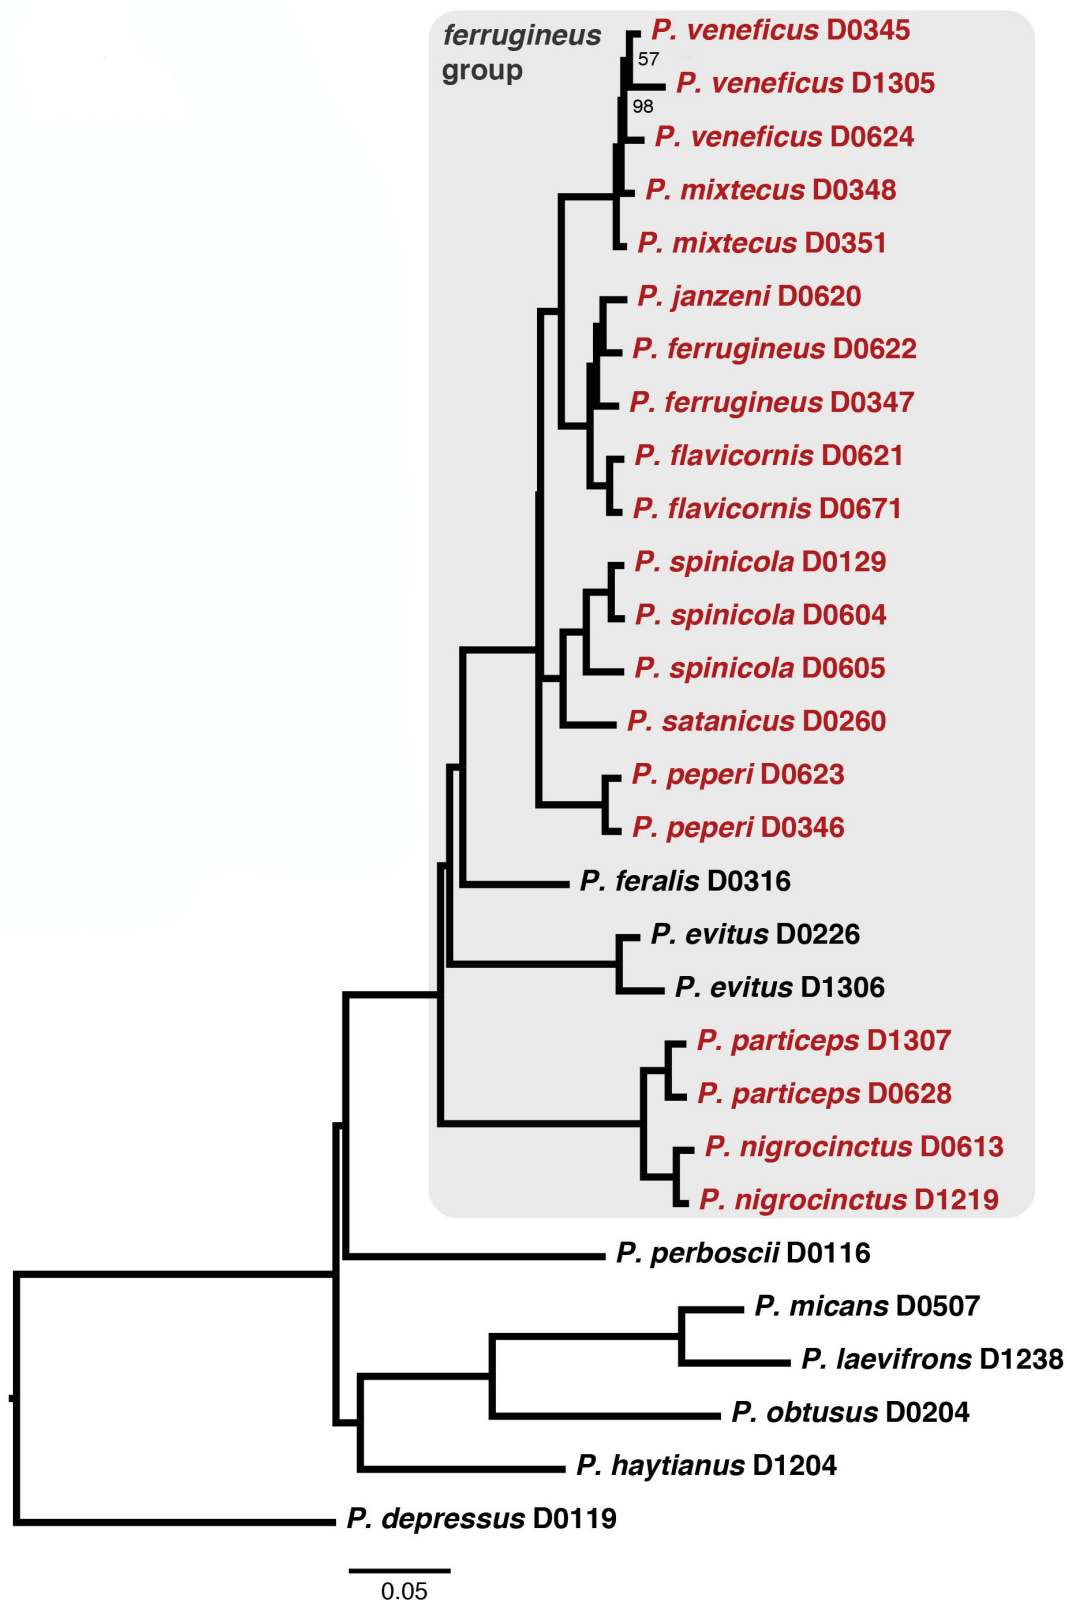 ferrugineus
group
P. veneficus D0345
57
P. veneficus D1305
98
P. veneficus D0624
P. mixtecus D0348
P. mixtecus D0351
P. janzeni D0620
P. ferrugineus D0622
P. ferrugineus D0347
P. flavicornis D0621
P. flavicornis D0671
P. spinicola D0129
P. spinicola D0604
P. spinicola D0605
P. satanicus D0260
P. peperi D0623
P. peperi D0346
P. feralis D0316
P. evitus D0226
P. evitus D1306
P. particeps D1307
P. particeps D0628
P. nigrocinctus D0613
P. nigrocinctus D1219
P. perboscii D0116
P. micans D0507
P. laevifrons D1238
P. obtusus D0204
P. haytianus D1204
P. depressus D0119
0.05